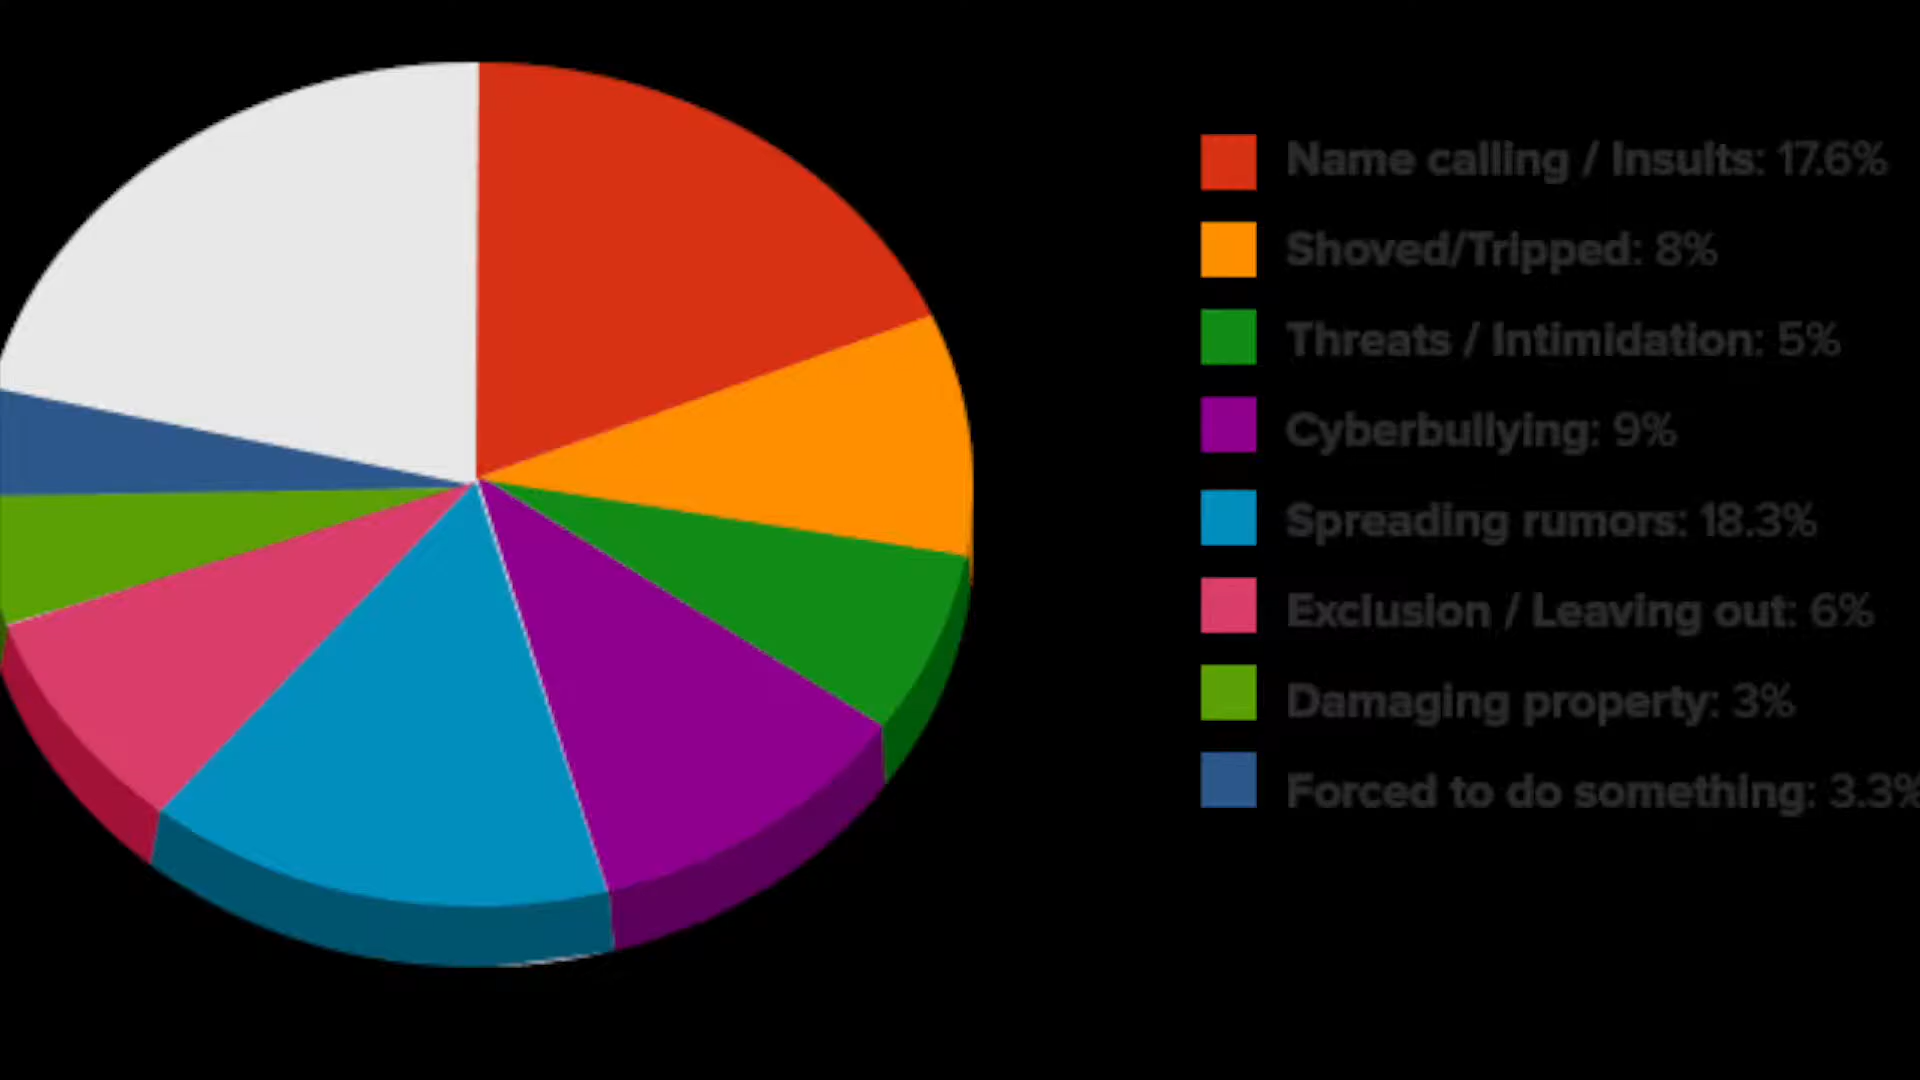 Name calling / Insults: 17.6%
Shoved/Tripped: 8%
Threats / Intimidation: 5%
Cyberbullying: 9%
Spreading rumors: 18.3%
Exclusion / Leaving out: 6%
Damaging property: 3%
Forced to do something: 3.3%